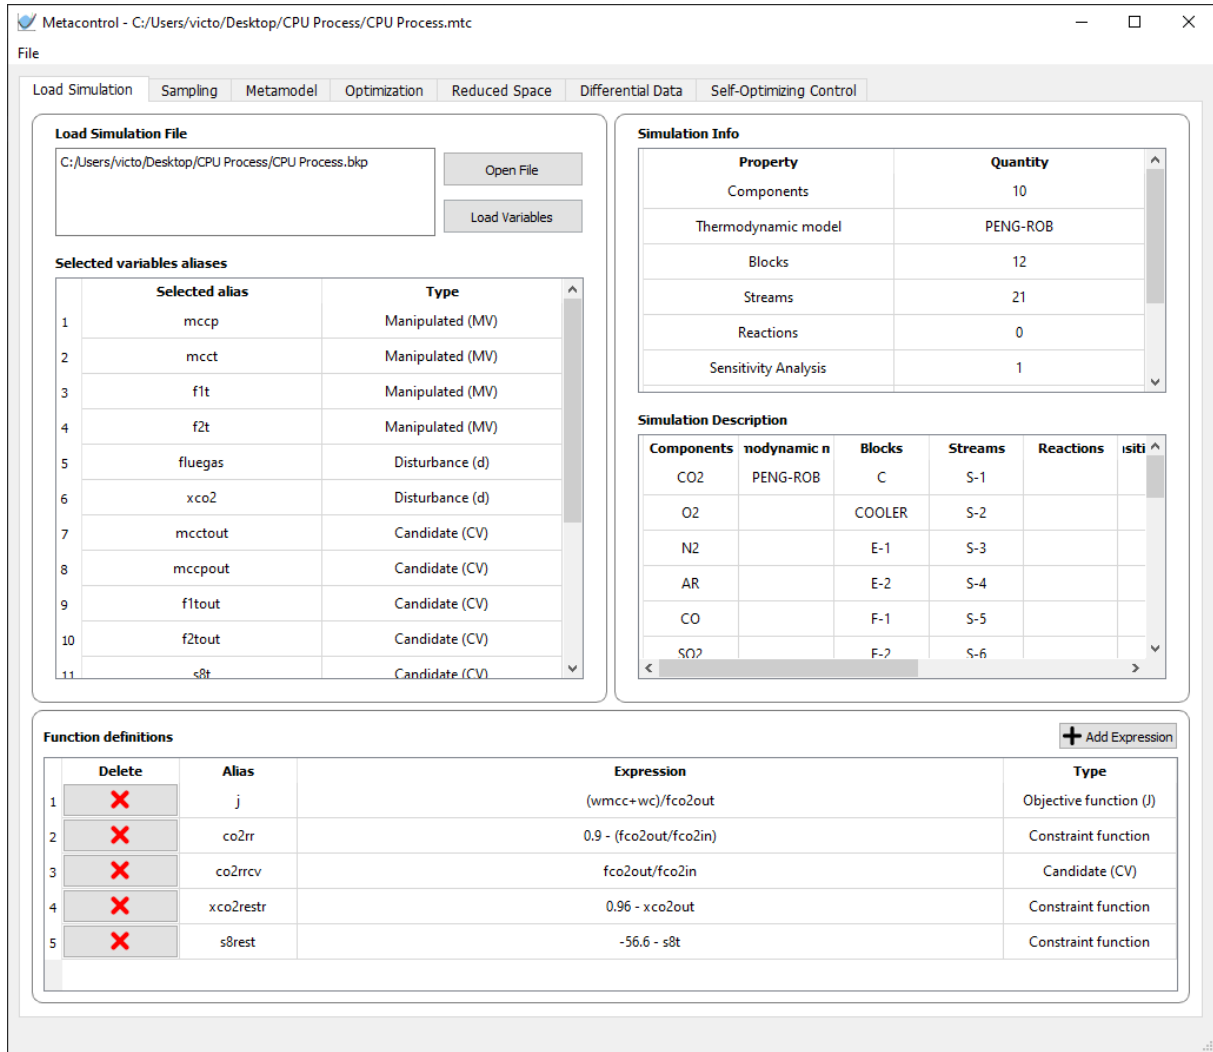 Metacontrol - C:/Users/victo/Desktop/CPU Process/CPU Process.mtc
File
Load Simulation Sampling Metamodel Optimization Reduced Space Differential Data Self-Optimizing Control
Load Simulation File
C:/Users/victo/Desktop/CPU Process/CPU Process.bkp
Open File
Load Variables
Selected variables aliases
Selected alias Type
1 mccp Manipulated (MV)
2 mcct Manipulated (MV)
3 f1t Manipulated (MV)
4 f2t Manipulated (MV)
5 fluegas Disturbance (d)
6 xco2 Disturbance (d)
7 mcctout Candidate (CV)
8 mccpout Candidate (CV)
9 f1tout Candidate (CV)
10 f2tout Candidate (CV)
11 s8t Candidate (CV)
Simulation Info
Property Quantity
Components 10
Thermodynamic model PENG-ROB
Blocks 12
Streams 21
Reactions 0
Sensitivity Analysis 1
Simulation Description
Components nodynamic n Blocks Streams Reactions isiti
CO2 PENG-ROB C S-1
O2 COOLER S-2
N2 E-1 S-3
AR E-2 S-4
CO F-1 S-5
SO2 F-2 S-6
Function definitions
Add Expression
Delete Alias Expression Type
1 j (wmcc+wc)/fco2out Objective function (J)
2 co2rr 0.9 - (fco2out/fco2in) Constraint function
3 co2rrcv fco2out/fco2in Candidate (CV)
4 xco2restr 0.96 - xco2out Constraint function
5 s8rest -56.6 - s8t Constraint function